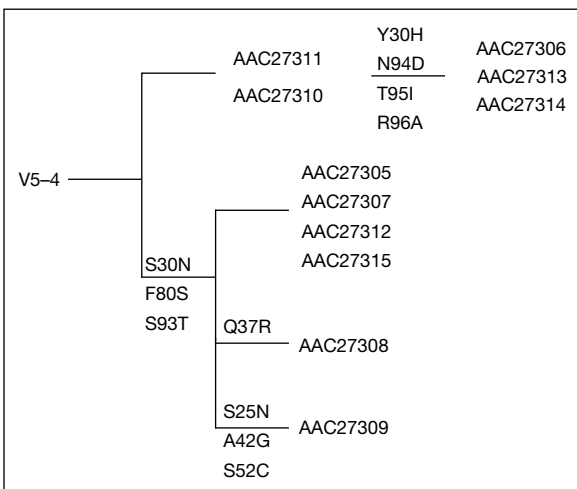 Y30H
AAC27311
N94D
AAC27306
AAC27313
AAC27310
T95I
AAC27314
R96A
V5–4
AAC27305
AAC27307
AAC27312
AAC27315
S30N
F80S
S93T
Q37R
AAC27308
S25N
AAC27309
A42G
S52C